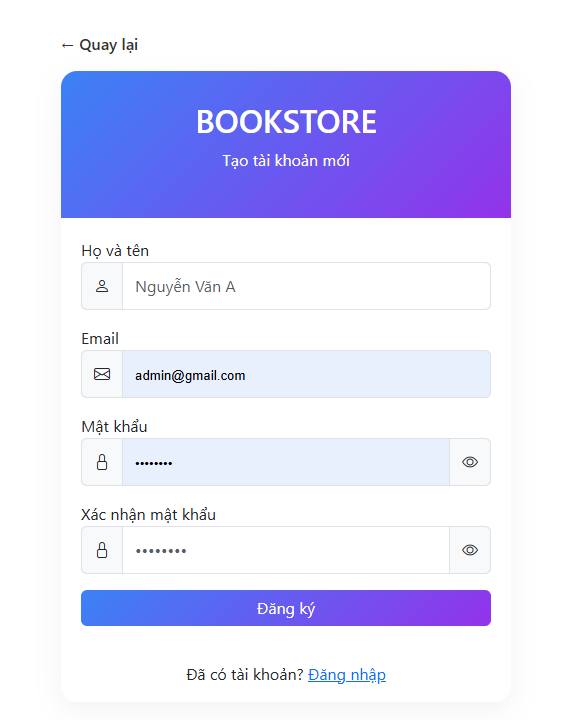 ← Quay lại
BOOKSTORE
Tạo tài khoản mới
Họ và tên
Nguyễn Văn A
Email
admin@gmail.com
Mật khẩu
••••••••
Xác nhận mật khẩu
••••••••
Đăng ký
Đã có tài khoản? Đăng nhập